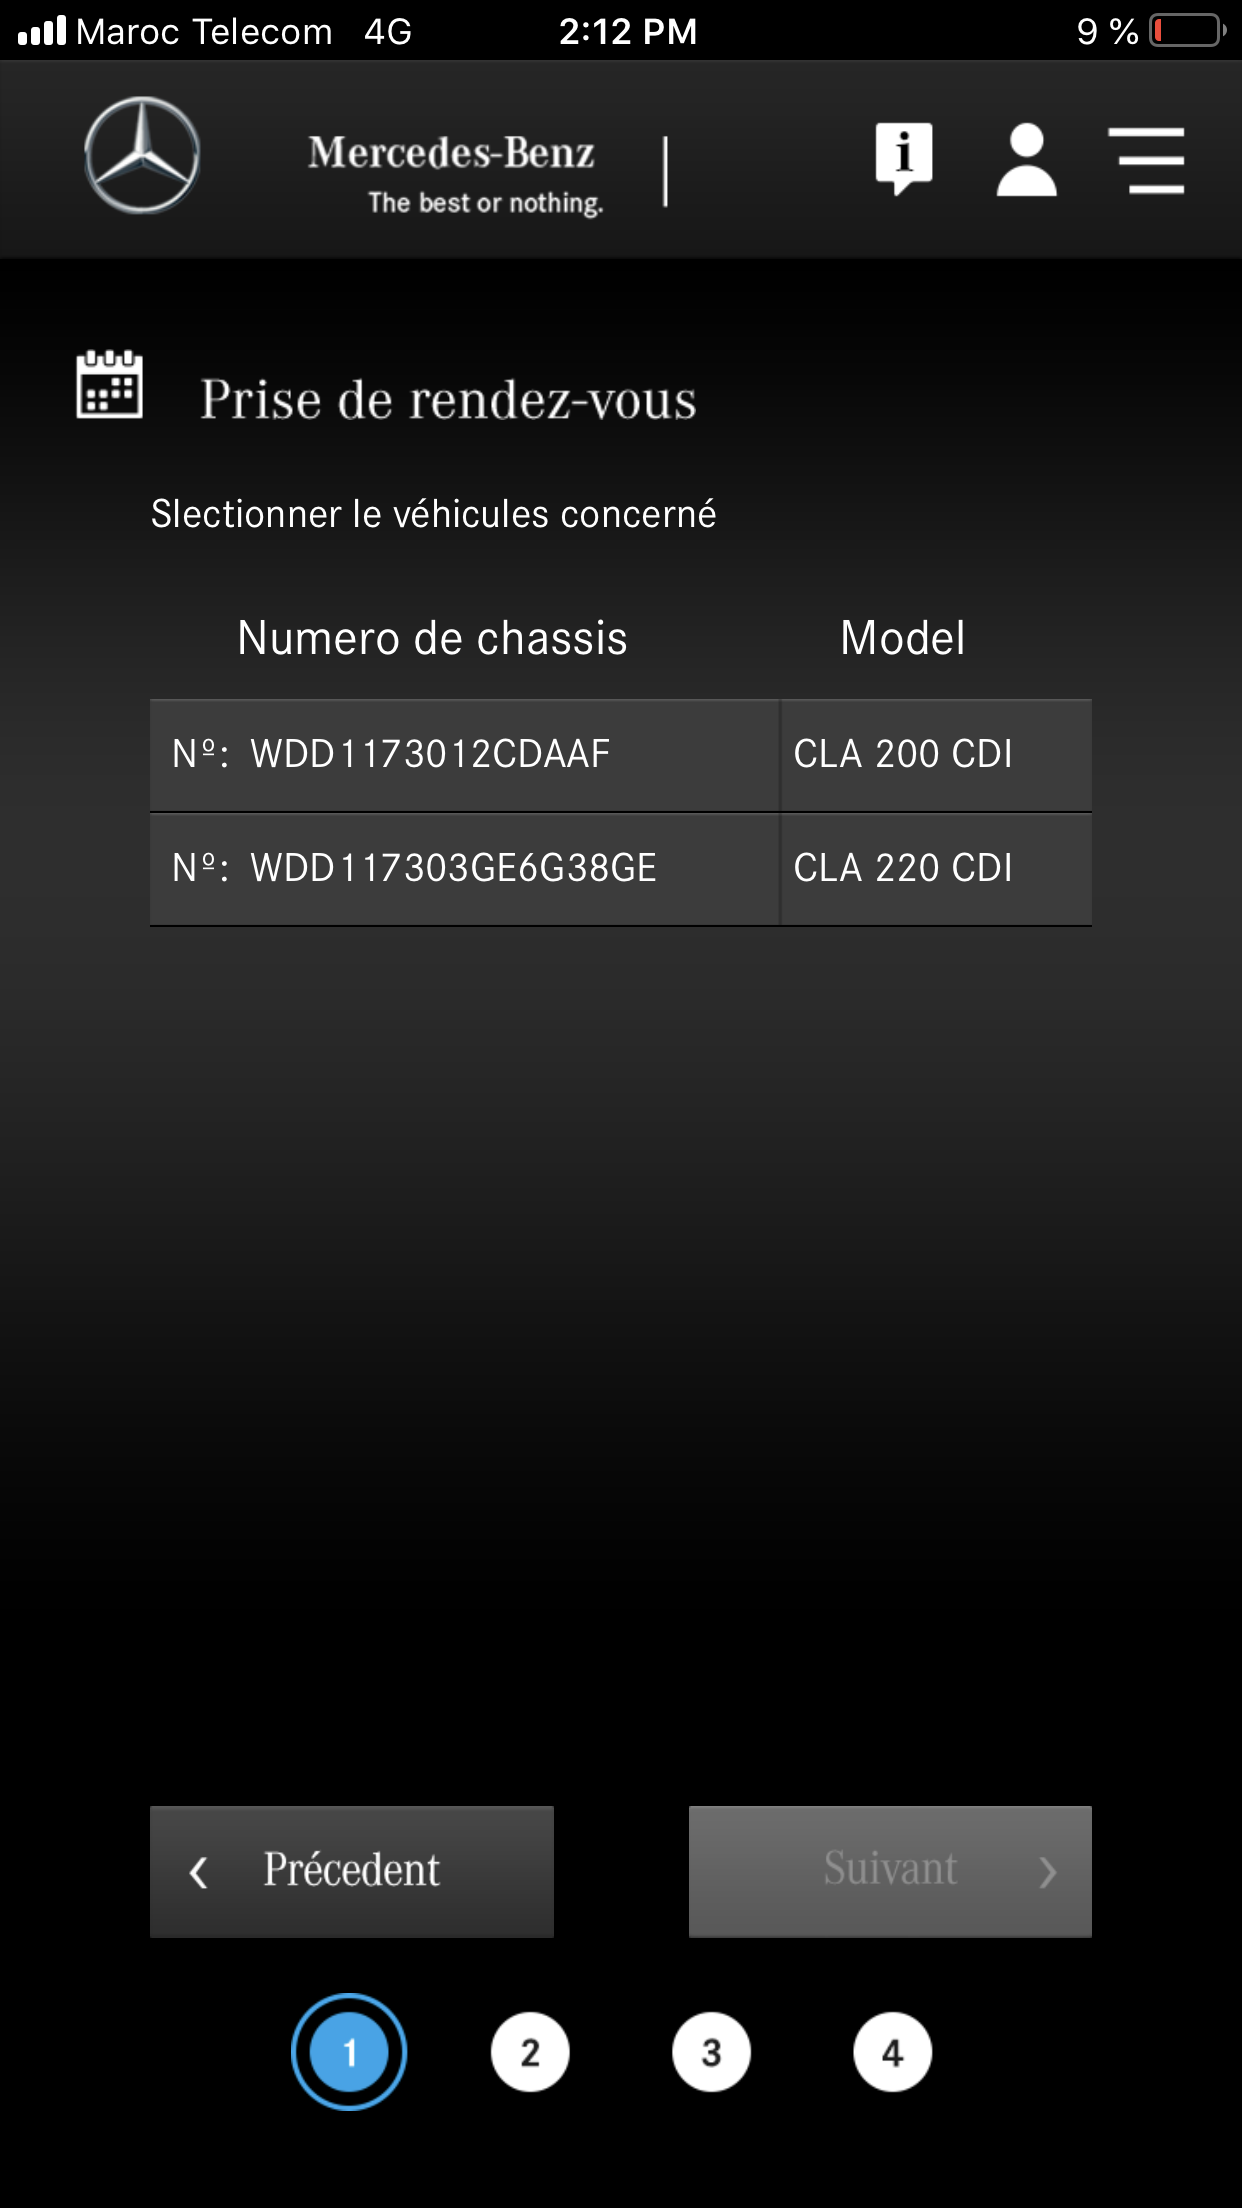 Maroc Telecom 4G 2:12 PM 9 %
Mercedes-Benz
The best or nothing.
Prise de rendez-vous
Slectionner le véhicules concerné
Numero de chassis Model
Nº: WDD1173012CDAAF CLA 200 CDI
Nº: WDD117303GE6G38GE CLA 220 CDI
Précedent Suivant
1 2 3 4